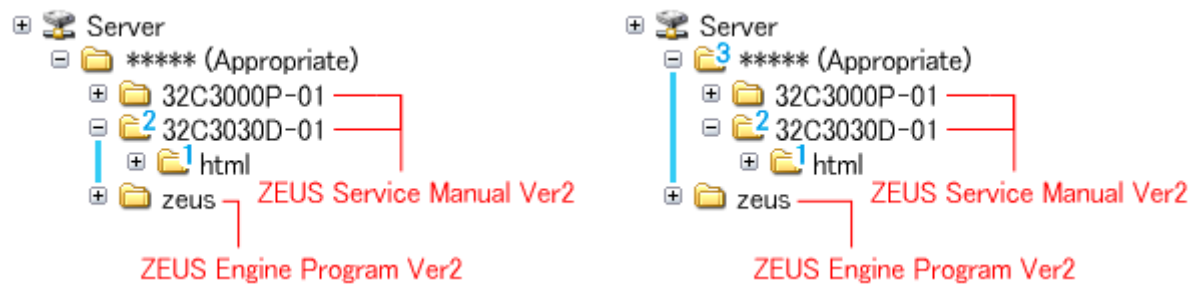 Server
***** (Appropriate)
32C3000P-01
2 32C3030D-01
1 html
zeus
ZEUS Service Manual Ver2
ZEUS Engine Program Ver2
Server
3 ***** (Appropriate)
32C3000P-01
2 32C3030D-01
1 html
zeus
ZEUS Service Manual Ver2
ZEUS Engine Program Ver2